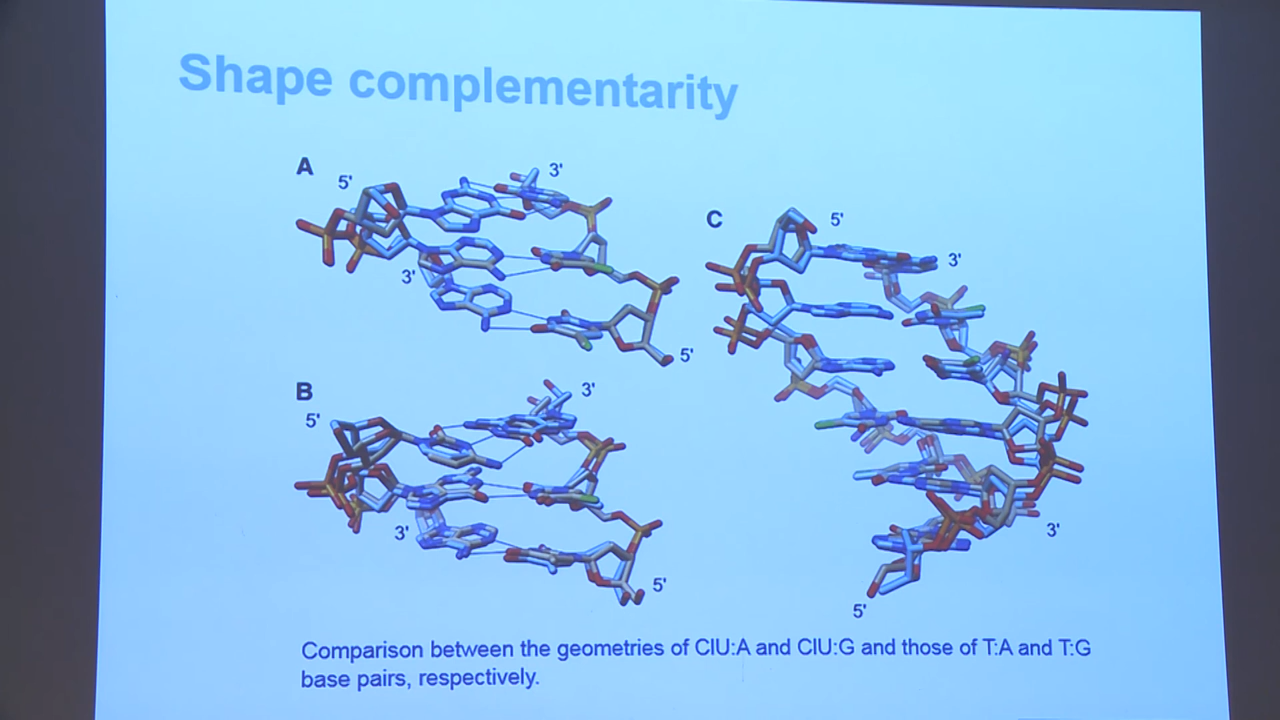 Shape complementarity
A
5'
3'
3'
5'
B
5'
3'
3'
5'
C
5'
3'
3'
5'
Comparison between the geometries of ClU:A and ClU:G and those of T:A and T:G
base pairs, respectively.